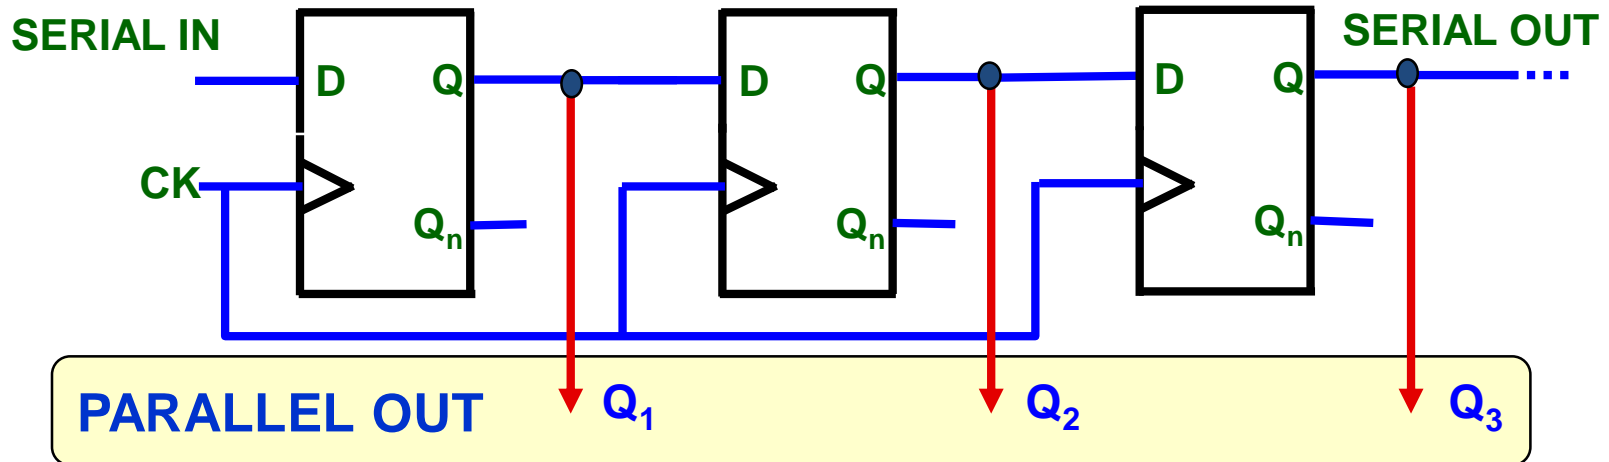 SERIAL IN
SERIAL OUT
D Q D Q D Q
CK
Qn Qn Qn
PARALLEL OUT Q1 Q2 Q3